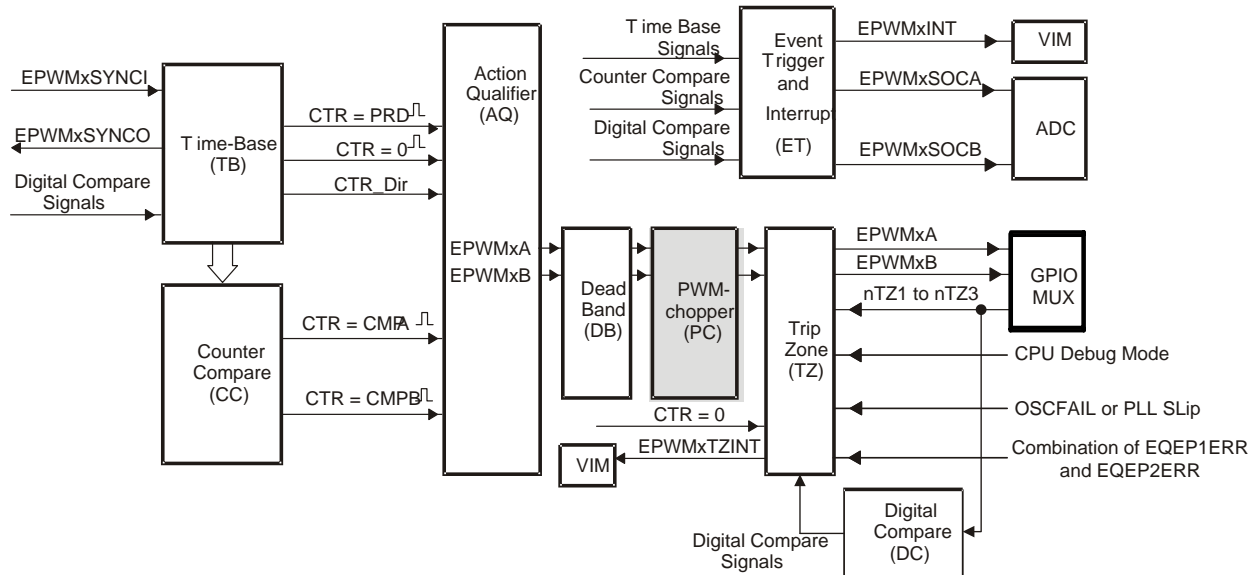 EPWMxSYNCI
EPWMxSYNCO
Digital Compare
Signals
Time-Base
(TB)
CTR = PRD
CTR = 0
CTR_Dir
Counter
Compare
(CC)
CTR = CMPA
CTR = CMPB
Action
Qualifier
(AQ)
EPWMxA
EPWMxB
Dead
Band
(DB)
PWM-
chopper
(PC)
Time Base
Signals
Counter Compare
Signals
Digital Compare
Signals
Event
Trigger
and
Interrupt
(ET)
EPWMxINT
EPWMxSOCA
EPWMxSOCB
VIM
ADC
Trip
Zone
(TZ)
EPWMxA
EPWMxB
nTZ1 to nTZ3
GPIO
MUX
CPU Debug Mode
OSCFAIL or PLL SLip
Combination of EQEP1ERR
and EQEP2ERR
CTR = 0
EPWMxTZINT
VIM
Digital Compare
Signals
Digital
Compare
(DC)